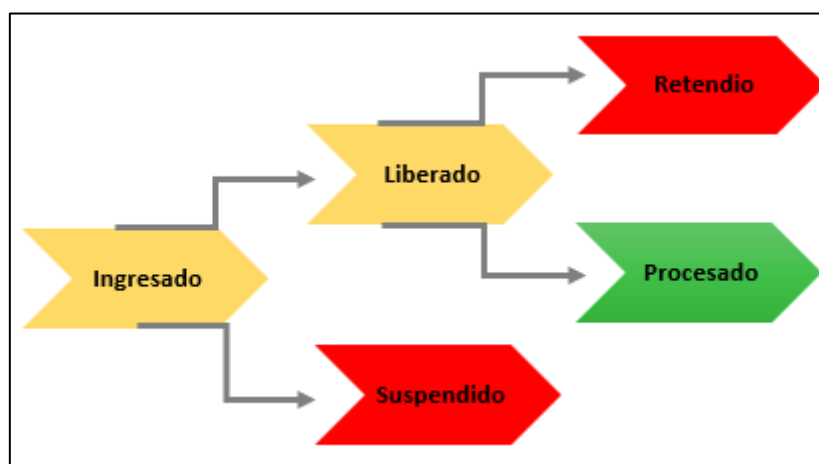 Retendio
Liberado
Ingresado
Procesado
Suspendido